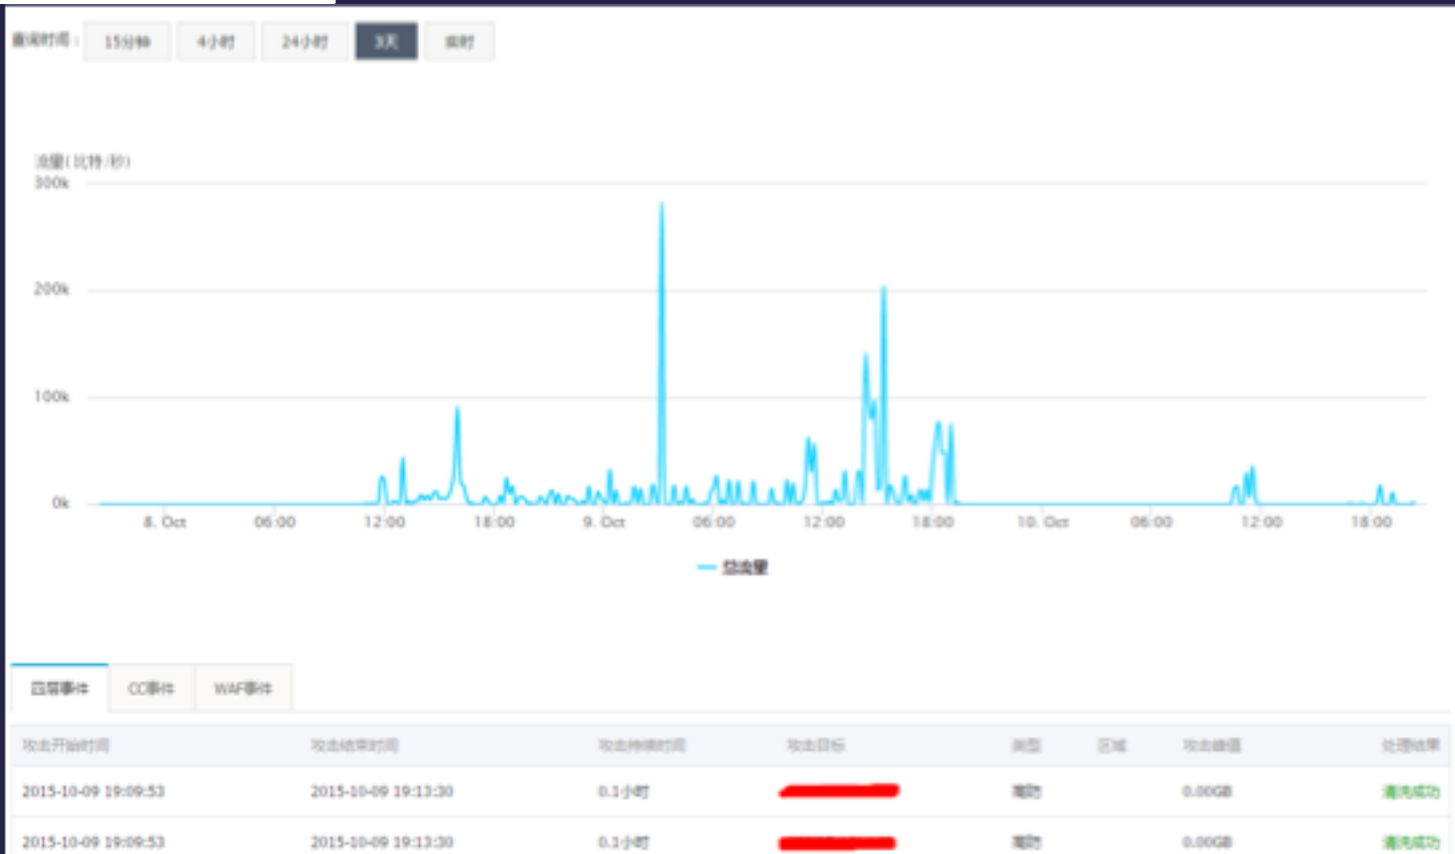 查询时间： 15分钟 4小时 24小时 3天 实时
流量(比特/秒)
300k
200k
100k
0k
8. Oct 06:00 12:00 18:00 9. Oct 06:00 12:00 18:00 10. Oct 06:00 12:00 18:00
总流量
四层事件 CC事件 WAF事件
攻击开始时间 攻击结束时间 攻击持续时间 攻击目标 类型 区域 攻击峰值 处理结果
2015-10-09 19:09:53 2015-10-09 19:13:30 0.1小时 高防 0.00GB 清洗成功
2015-10-09 19:09:53 2015-10-09 19:13:30 0.1小时 高防 0.00GB 清洗成功